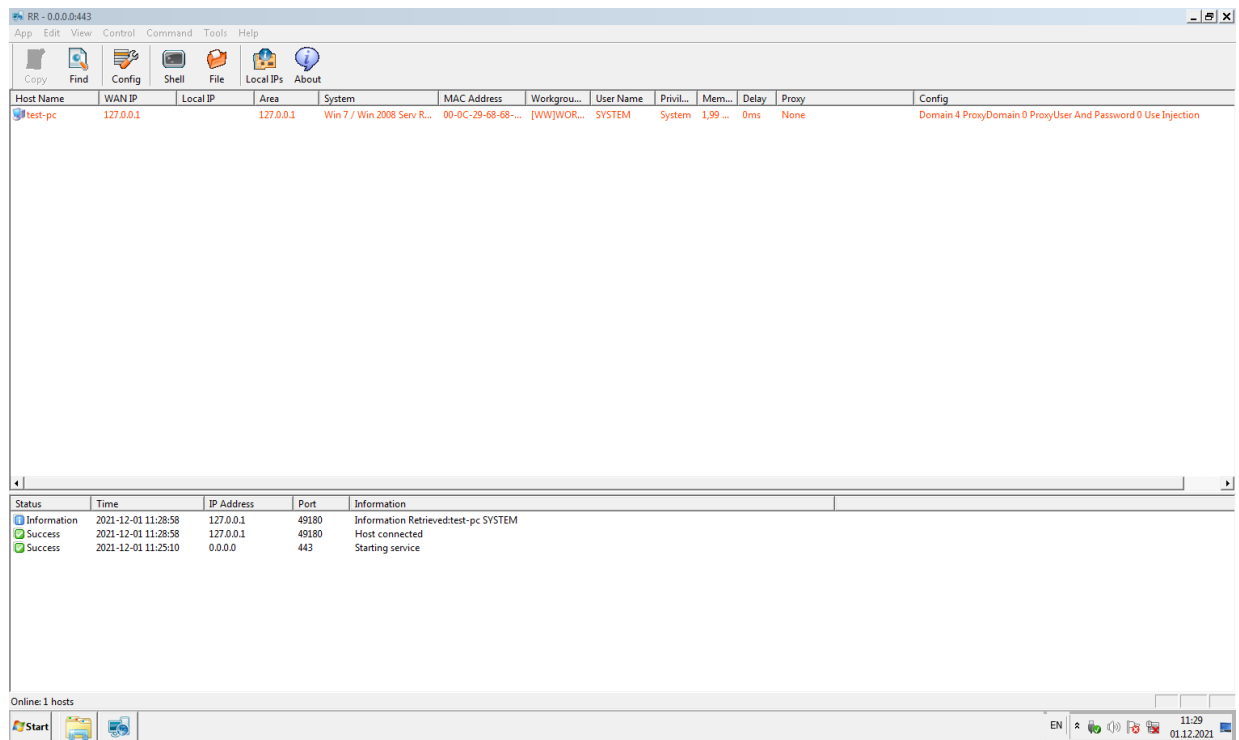 RR - 0.0.0.0:443
App Edit View Control Command Tools Help
Copy Find Config Shell File Local IPs About
Host Name WAN IP Local IP Area System MAC Address Workgrou... User Name Privil... Mem... Delay Proxy Config
test-pc 127.0.0.1 127.0.0.1 Win 7 / Win 2008 Serv R... 00-0C-29-68-68-... [WW]WOR... SYSTEM System 1,99 ... 0ms None Domain 4 ProxyDomain 0 ProxyUser And Password 0 Use Injection
Status Time IP Address Port Information
Information 2021-12-01 11:28:58 127.0.0.1 49180 Information Retrieved:test-pc SYSTEM
Success 2021-12-01 11:28:58 127.0.0.1 49180 Host connected
Success 2021-12-01 11:25:10 0.0.0.0 443 Starting service
Online: 1 hosts
Start EN 11:29
01.12.2021